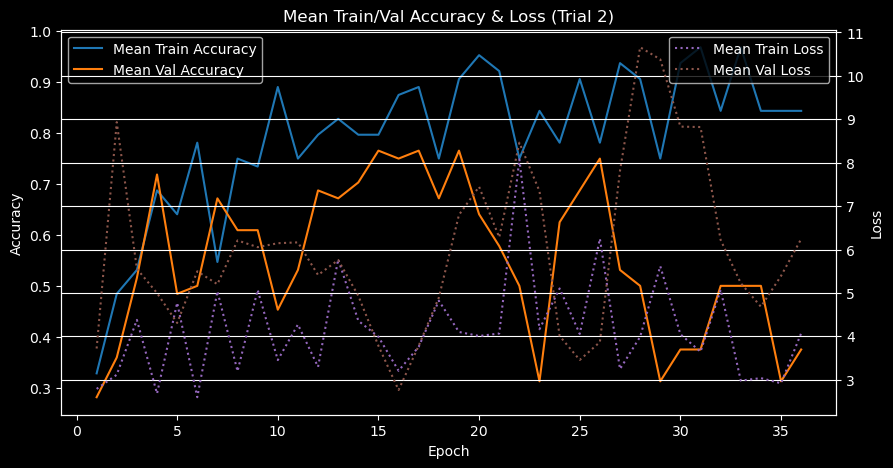 Mean Train/Val Accuracy & Loss (Trial 2)
Mean Train Accuracy
Mean Val Accuracy
Mean Train Loss
Mean Val Loss
Accuracy
1.0
0.9
0.8
0.7
0.6
0.5
0.4
0.3
11
10
9
8
7
6
5
4
3
Loss
0 5 10 15 20 25 30 35
Epoch